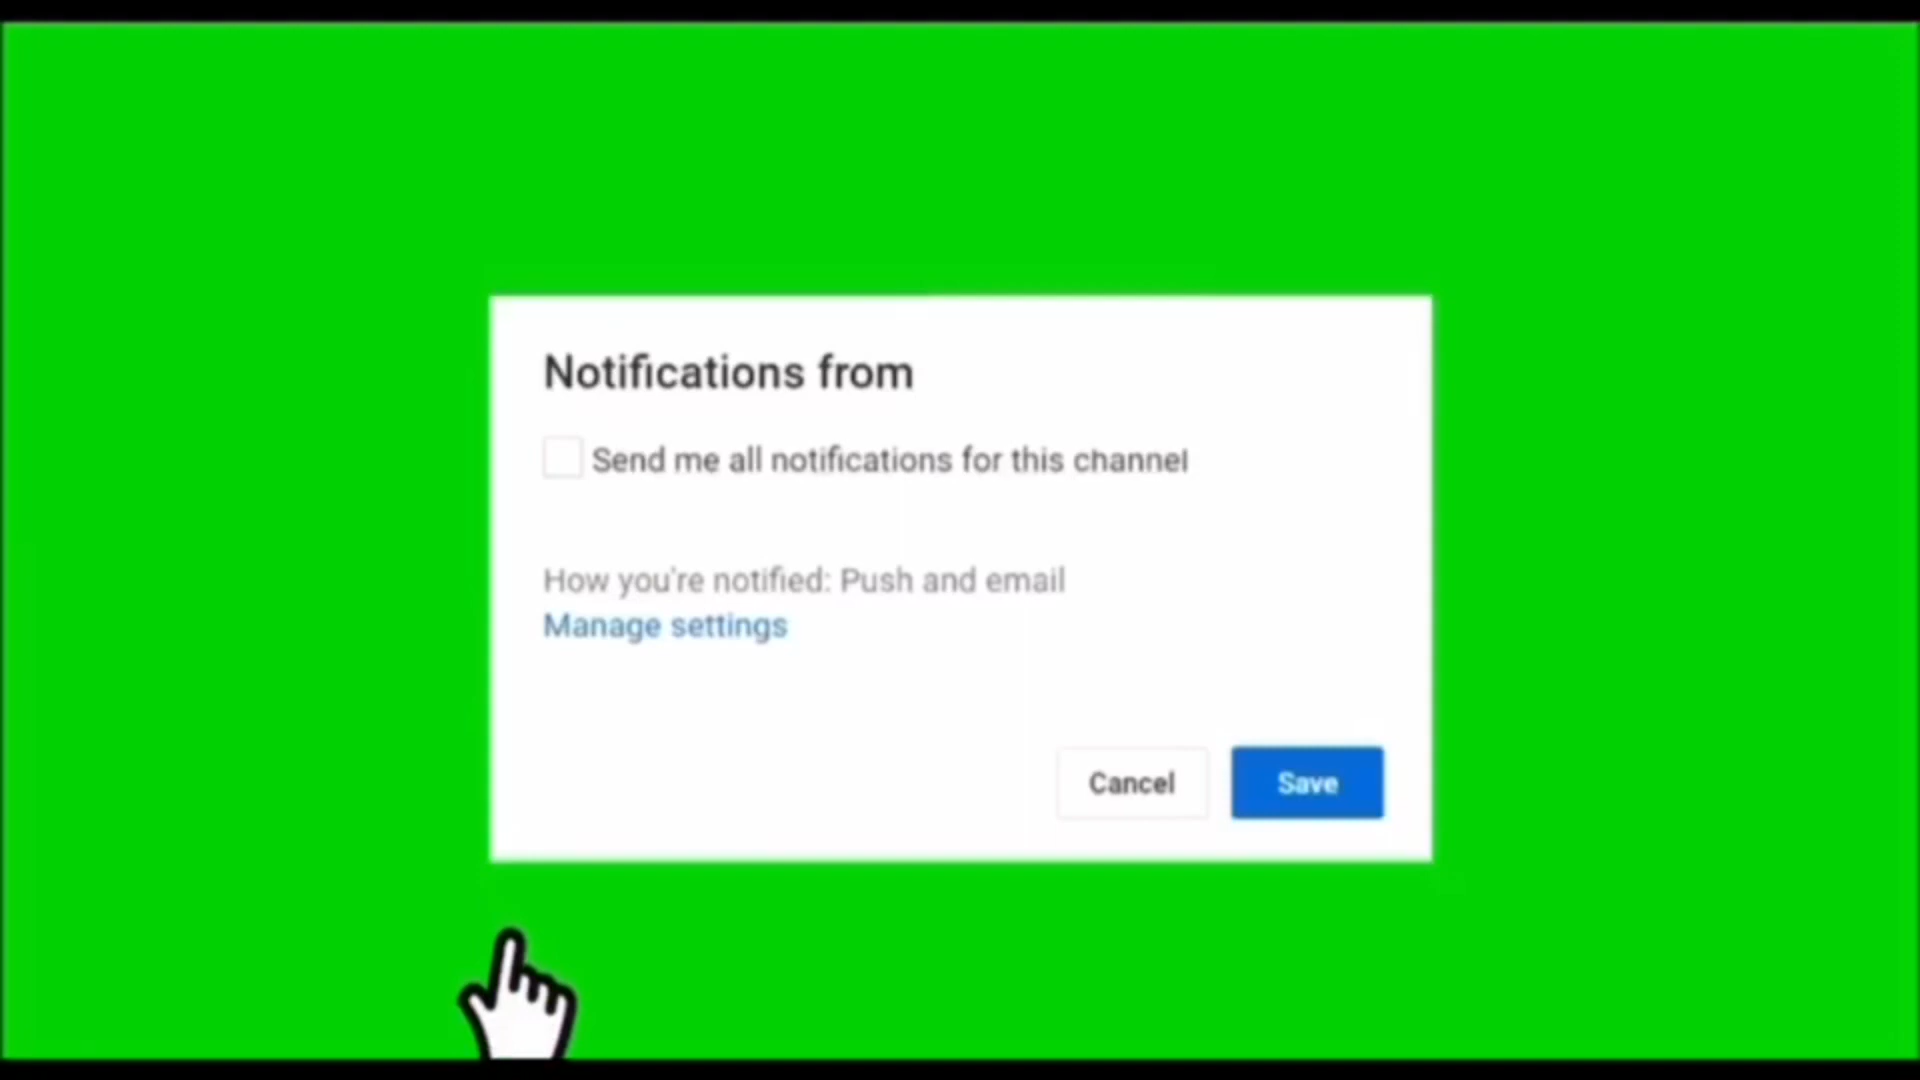 Notifications from
Send me all notifications for this channel
How you're notified: Push and email
Manage settings
Cancel Save